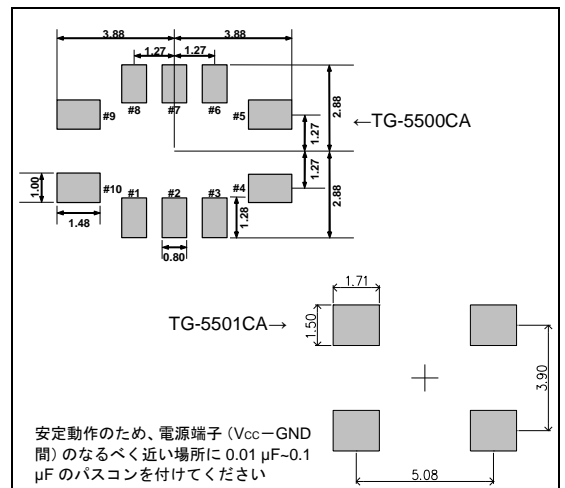 3.88 3.88
1.27 1.27
#8 #7 #6
#9 #5
1.27 2.88
←TG-5500CA
1.27 2.88
1.00
#10 #1 #2 #3 #4
1.48
1.28
0.80
1.71
TG-5501CA→
1.50
3.90
5.08
安定動作のため、電源端子（Vcc－GND
間）のなるべく近い場所に 0.01 µF~0.1
µF のパスコンを付けてください